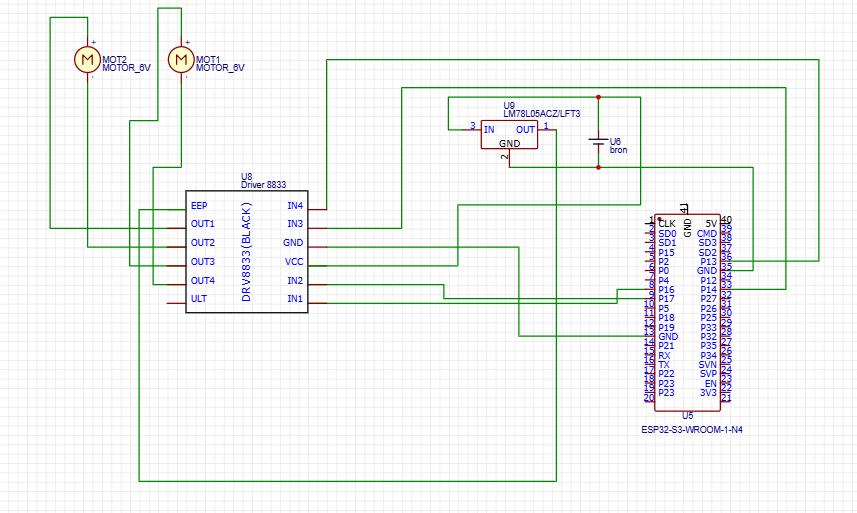 +
MOT2
MOTOR_6V
-
+
MOT1
MOTOR_6V
-
U9
LM78L05ACZ/LFT3
3 IN OUT 1
GND
2
U6
bron
U8
Driver 8833
DRV8833(BLACK)
EEP IN4
OUT1 IN3
OUT2 GND
OUT3 VCC
OUT4 IN2
ULT IN1
41
GND
1 CLK 5V 40
2 SD0 CMD 39
3 SD1 SD3 38
4 P15 SD2 37
5 P2 P13 36
6 P0 GND 35
7 P4 P12 34
8 P16 P14 33
9 P17 P27 32
10 P5 P26 31
11 P18 P25 30
12 P19 P33 29
13 GND P32 28
14 P21 P35 27
15 RX P34 26
16 TX SVN 25
17 P22 SVP 24
18 P23 EN 23
19 P23 3V3 22
20 21
U5
ESP32-S3-WROOM-1-N4